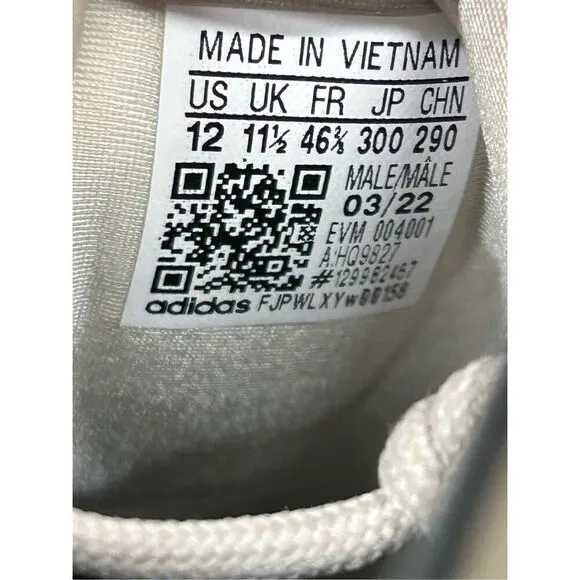 MADE IN VIETNAM
US UK FR JP CHN
12 11½ 46⅔ 300 290
MALE/MÂLE
03/22
EVM 004001
A:HQ9827
#129982467
adidas